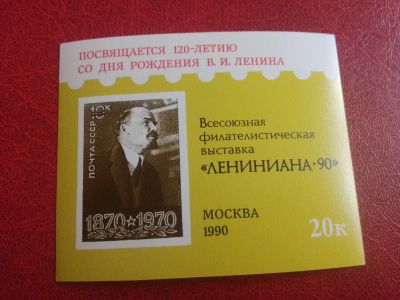 ПОСВЯЩАЕТСЯ 120-ЛЕТИЮ
СО ДНЯ РОЖДЕНИЯ В. И. ЛЕНИНА
10К
ПОЧТА СССР
1870☆1970
Всесоюзная
филателистическая
выставка
«ЛЕНИНИАНА·90»
МОСКВА
1990
20к